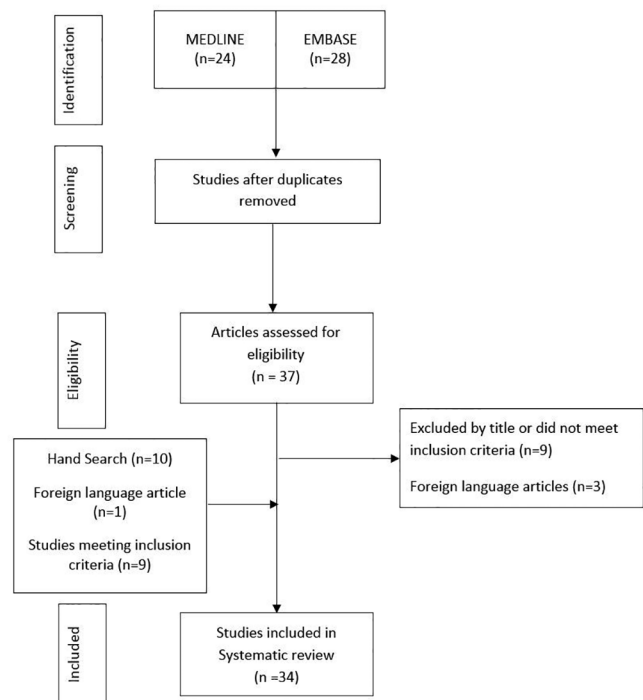 Identification
MEDLINE
(n=24)
EMBASE
(n=28)
Screening
Studies after duplicates
removed
Eligibility
Articles assessed for
eligibility
(n = 37)
Excluded by title or did not meet
inclusion criteria (n=9)
Foreign language articles (n=3)
Hand Search (n=10)
Foreign language article
(n=1)
Studies meeting inclusion
criteria (n=9)
Included
Studies included in
Systematic review
(n =34)